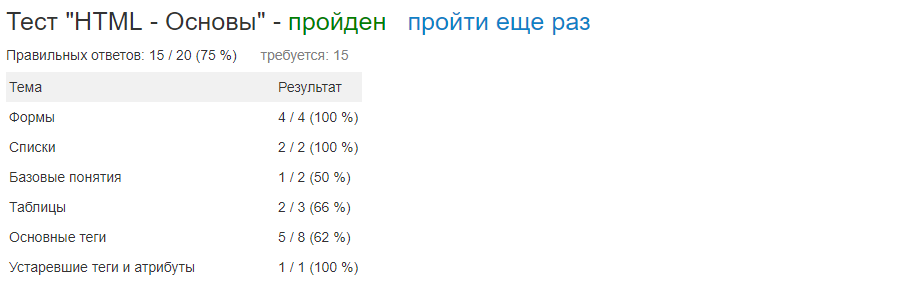 Тест "HTML - Основы" - пройден пройти еще раз
Правильных ответов: 15 / 20 (75 %) требуется: 15
Тема Результат
Формы 4 / 4 (100 %)
Списки 2 / 2 (100 %)
Базовые понятия 1 / 2 (50 %)
Таблицы 2 / 3 (66 %)
Основные теги 5 / 8 (62 %)
Устаревшие теги и атрибуты 1 / 1 (100 %)